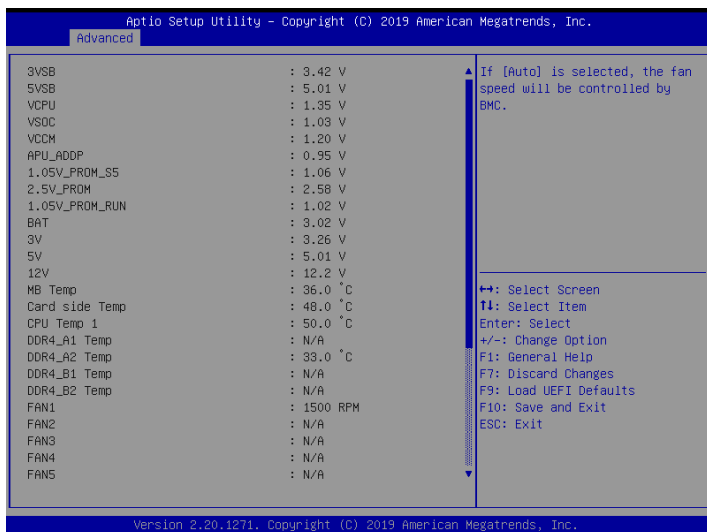 Aptio Setup Utility – Copyright (C) 2019 American Megatrends, Inc.
Advanced
3VSB : 3.42 V
5VSB : 5.01 V
VCPU : 1.35 V
VSOC : 1.03 V
VCCM : 1.20 V
APU_ADDP : 0.95 V
1.05V_PROM_S5 : 1.06 V
2.5V_PROM : 2.58 V
1.05V_PROM_RUN : 1.02 V
BAT : 3.02 V
3V : 3.26 V
5V : 5.01 V
12V : 12.2 V
MB Temp : 36.0 °C
Card side Temp : 48.0 °C
CPU Temp 1 : 50.0 °C
DDR4_A1 Temp : N/A
DDR4_A2 Temp : 33.0 °C
DDR4_B1 Temp : N/A
DDR4_B2 Temp : N/A
FAN1 : 1500 RPM
FAN2 : N/A
FAN3 : N/A
FAN4 : N/A
FAN5 : N/A
If [Auto] is selected, the fan
speed will be controlled by
BMC.
↔: Select Screen
↑↓: Select Item
Enter: Select
+/-: Change Option
F1: General Help
F7: Discard Changes
F9: Load UEFI Defaults
F10: Save and Exit
ESC: Exit
Version 2.20.1271. Copyright (C) 2019 American Megatrends, Inc.